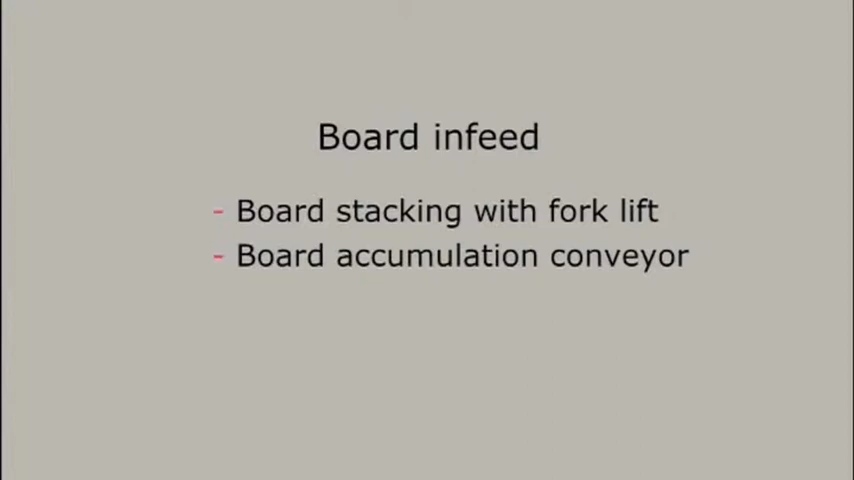 Board infeed
- Board stacking with fork lift
- Board accumulation conveyor